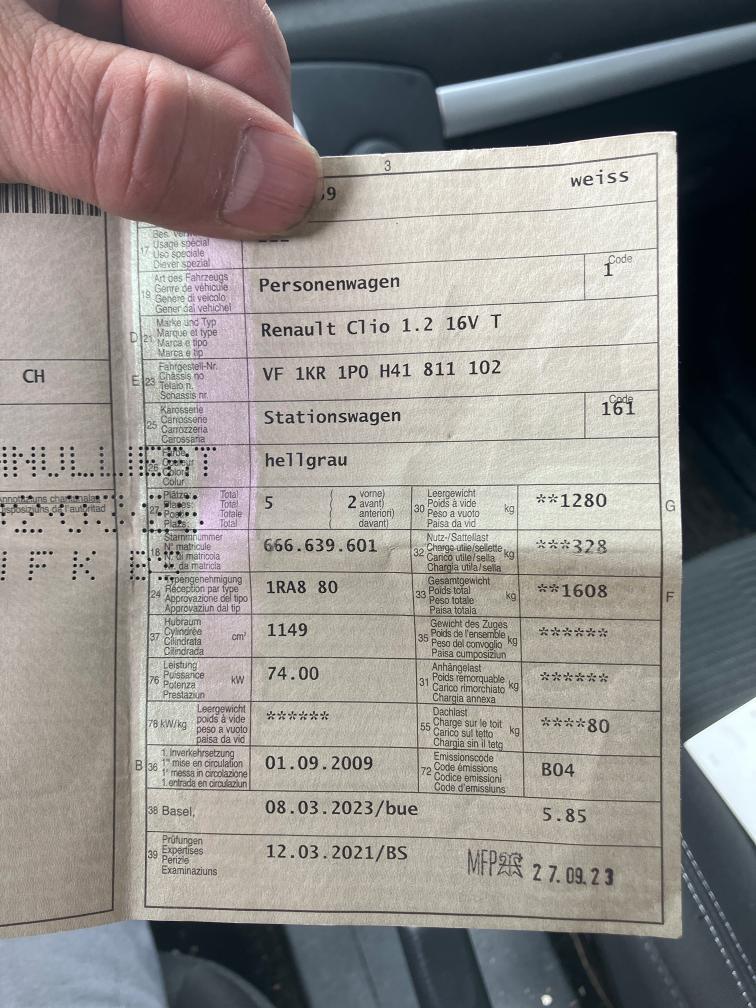 3
9
weiss
17
Usage spécial
Uso speciale
Diever spezial
19
Art des Fahrzeugs
Genre de véhicule
Genere di veicolo
Gener dal vehichel
Personenwagen
Code
1
D
21
Marke und Typ
Marque et type
Marca e tipo
Marca e tip
Renault Clio 1.2 16V T
CH
E
23
Fahrgestell-Nr.
Châssis no
Telaio n.
Schassis nr.
VF 1KR 1P0 H41 811 102
25
Karosserie
Carrosserie
Carrozzeria
Carossaria
Stationswagen
Code
161
26
Farbe
Couleur
Colore
Colur
hellgrau
27
Total
Total
Totale
Total
5
( 2 vorne)
avant)
anteriori)
davant)
30
Leergewicht
Poids à vide
Peso a vuoto
Paisa da vid
kg
**1280
G
18
Stammnummer
N° matricule
N. di matricola
Nr. da matricla
666.639.601
32
Nutz-/Sattellast
Charge utile/sellette
Carico utile/sella
Chargia utila/sella
kg
***328
24
Typengenehmigung
Réception par type
Approvazione del tipo
Approvaziun dal tip
1RA8 80
33
Gesamtgewicht
Poids total
Peso totale
Paisa totala
kg
**1608
F
37
Hubraum
Cylindrée
Cilindrata
Cilindrada
cm³
1149
35
Gewicht des Zuges
Poids de l'ensemble
Peso del convoglio
Paisa cumposiziun
kg
******
76
Leistung
Puissance
Potenza
Prestaziun
kW
74.00
31
Anhängelast
Poids remorquable
Carico rimorchiato
Chargia annexa
kg
******
78 kW/kg
Leergewicht
poids à vide
peso a vuoto
paisa da vid
******
55
Dachlast
Charge sur le toit
Carico sul tetto
Chargia sin il tetg
kg
****80
B
36
1. Inverkehrsetzung
1re mise en circulation
1a messa in circolazione
1. entrada en circulaziun
01.09.2009
72
Emissionscode
Code émissions
Codice emissioni
Code d'emissiuns
B04
38 Basel,
08.03.2023/bue
5.85
39
Prüfungen
Expertises
Perizie
Examinaziuns
12.03.2021/BS
MFP 27.09.23